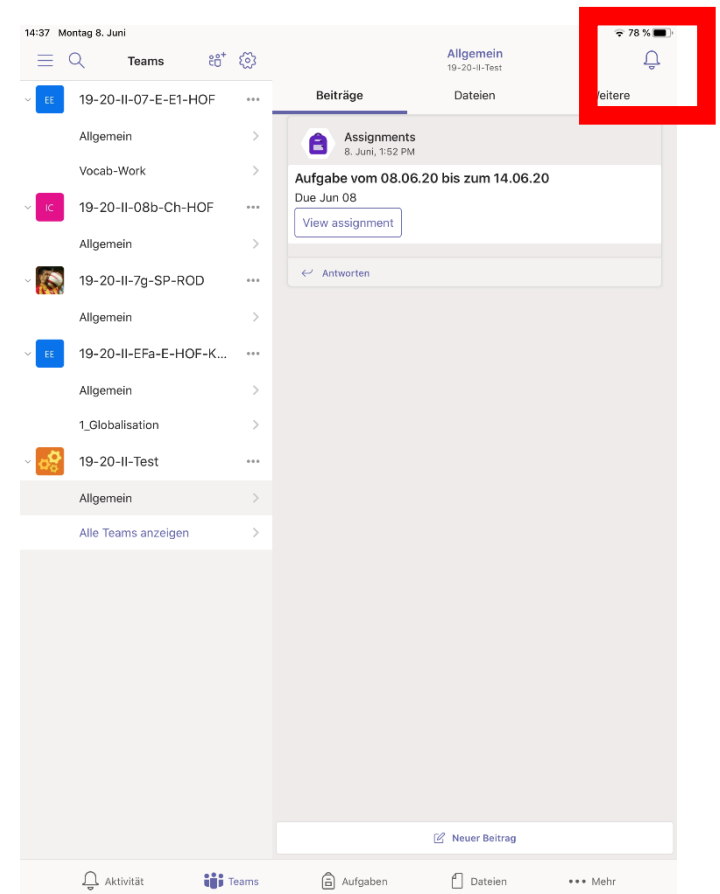 14:37 Montag 8. Juni
78 %
Teams
Allgemein
19-20-II-Test
Beiträge
Dateien
Weitere
EE
19-20-II-07-E-E1-HOF
Allgemein
Vocab-Work
IC
19-20-II-08b-Ch-HOF
Allgemein
19-20-II-7g-SP-ROD
Allgemein
EE
19-20-II-EFa-E-HOF-K...
Allgemein
1_Globalisation
19-20-II-Test
Allgemein
Alle Teams anzeigen
Assignments
8. Juni, 1:52 PM
Aufgabe vom 08.06.20 bis zum 14.06.20
Due Jun 08
View assignment
Antworten
Neuer Beitrag
Aktivität
Teams
Aufgaben
Dateien
Mehr